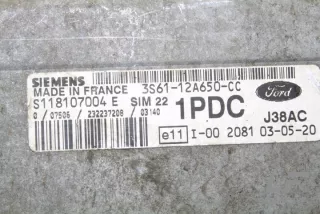 SIEMENS
MADE IN FRANCE 3S61-12A650-CC Ford
S118107004 E SIM 22 1PDC J38AC
0 / 07506 / 232237208 / 03140
e11 I-00 2081 03-05-20